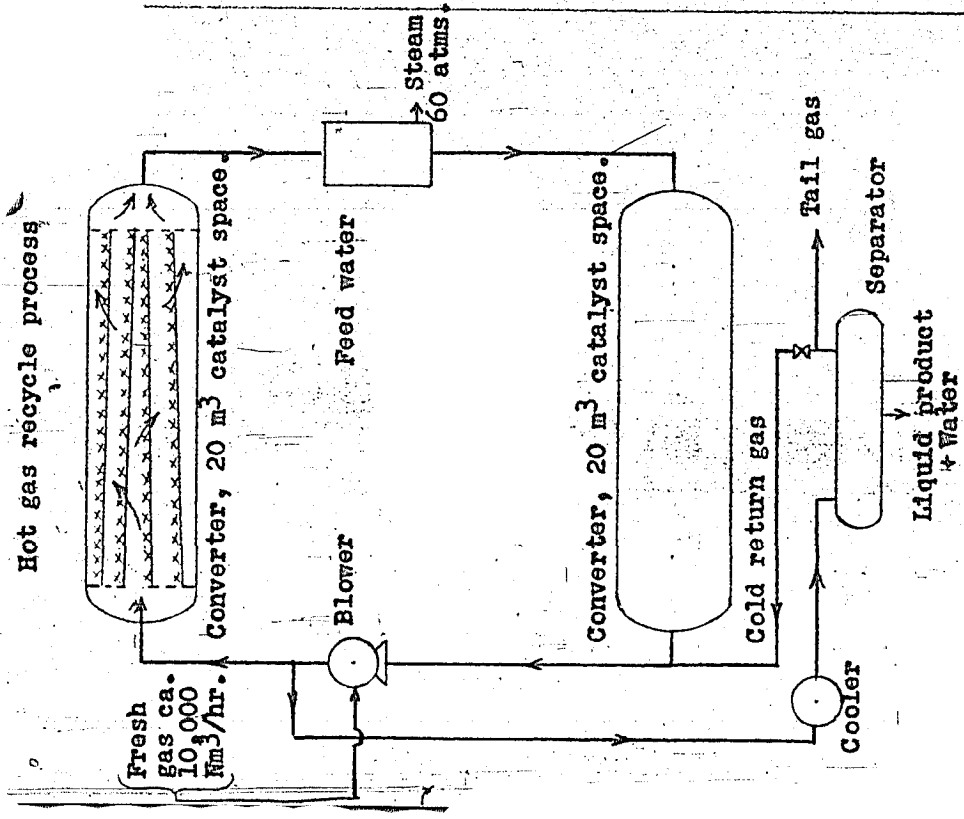 Hot gas recycle process
Converter, 20 m³ catalyst space.
Fresh
gas ca.
10,000
Nm³/hr.
Blower
Feed water
Steam
60 atms.
Converter, 20 m³ catalyst space.
Cold return gas
Tail gas
Cooler
Separator
Liquid product
+ Water